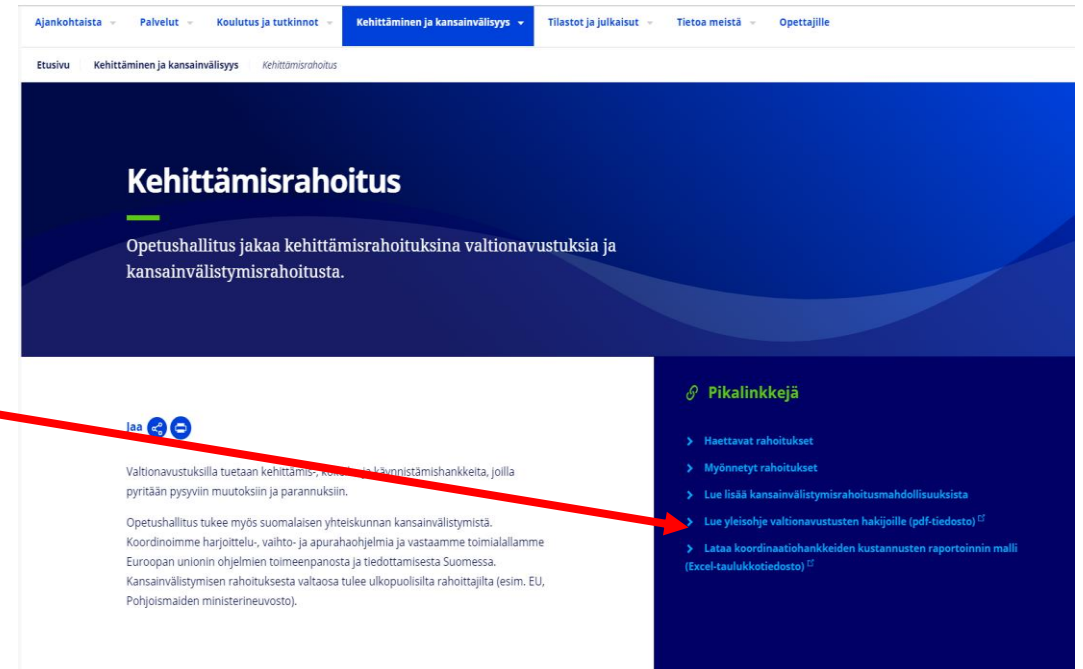 Ajankohtaista Palvelut Koulutus ja tutkinnot Kehittäminen ja kansainvälisyys Tilastot ja julkaisut Tietoa meistä Opettajille
Etusivu Kehittäminen ja kansainvälisyys Kehittämisrahoitus
Kehittämisrahoitus
Opetushallitus jakaa kehittämisrahoituksina valtionavustuksia ja
kansainvälistymisrahoitusta.
Jaa
Valtionavustuksilla tuetaan kehittämis-, ja käynnistämishankkeita, joilla
pyritään pysyviin muutoksiin ja parannuksiin.
Opetushallitus tukee myös suomalaisen yhteiskunnan kansainvälistymistä.
Koordinoimme harjoittelu-, vaihto- ja apurahaohjelmia ja vastaamme toimialallamme
Euroopan unionin ohjelmien toimeenpanosta ja tiedottamisesta Suomessa.
Kansainvälistymisen rahoituksesta valtaosa tulee ulkopuolisilta rahoittajilta (esim. EU,
Pohjoismaiden ministerineuvosto).
Pikalinkkejä
Haettavat rahoitukset
Myönnetyt rahoitukset
Lue lisää kansainvälistymisrahoitusmahdollisuuksista
Lue yleisohje valtionavustusten hakijoille (pdf-tiedosto)
Lataa koordinaatiohankkeiden kustannusten raportoinnin malli
(Excel-taulukkotiedosto)